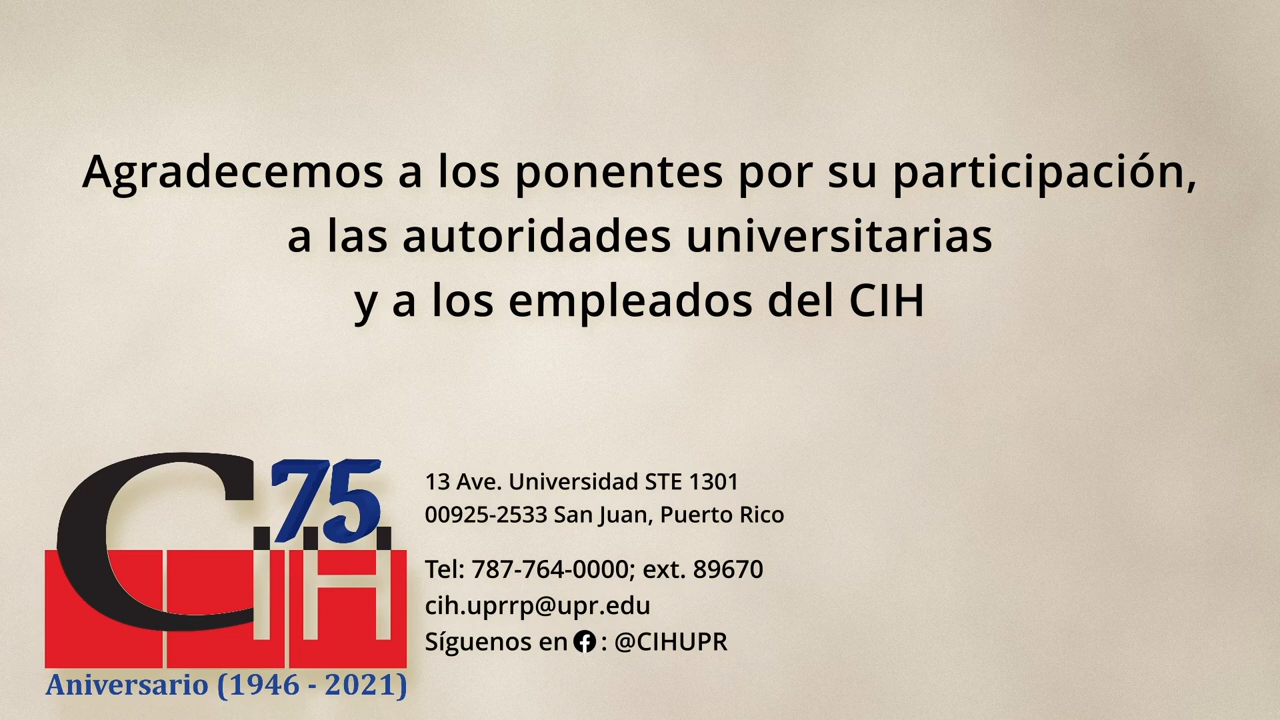 Agradecemos a los ponentes por su participación,
a las autoridades universitarias
y a los empleados del CIH
CIH 75
Aniversario (1946 - 2021)
13 Ave. Universidad STE 1301
00925-2533 San Juan, Puerto Rico
Tel: 787-764-0000; ext. 89670
cih.uprrp@upr.edu
Síguenos en : @CIHUPR